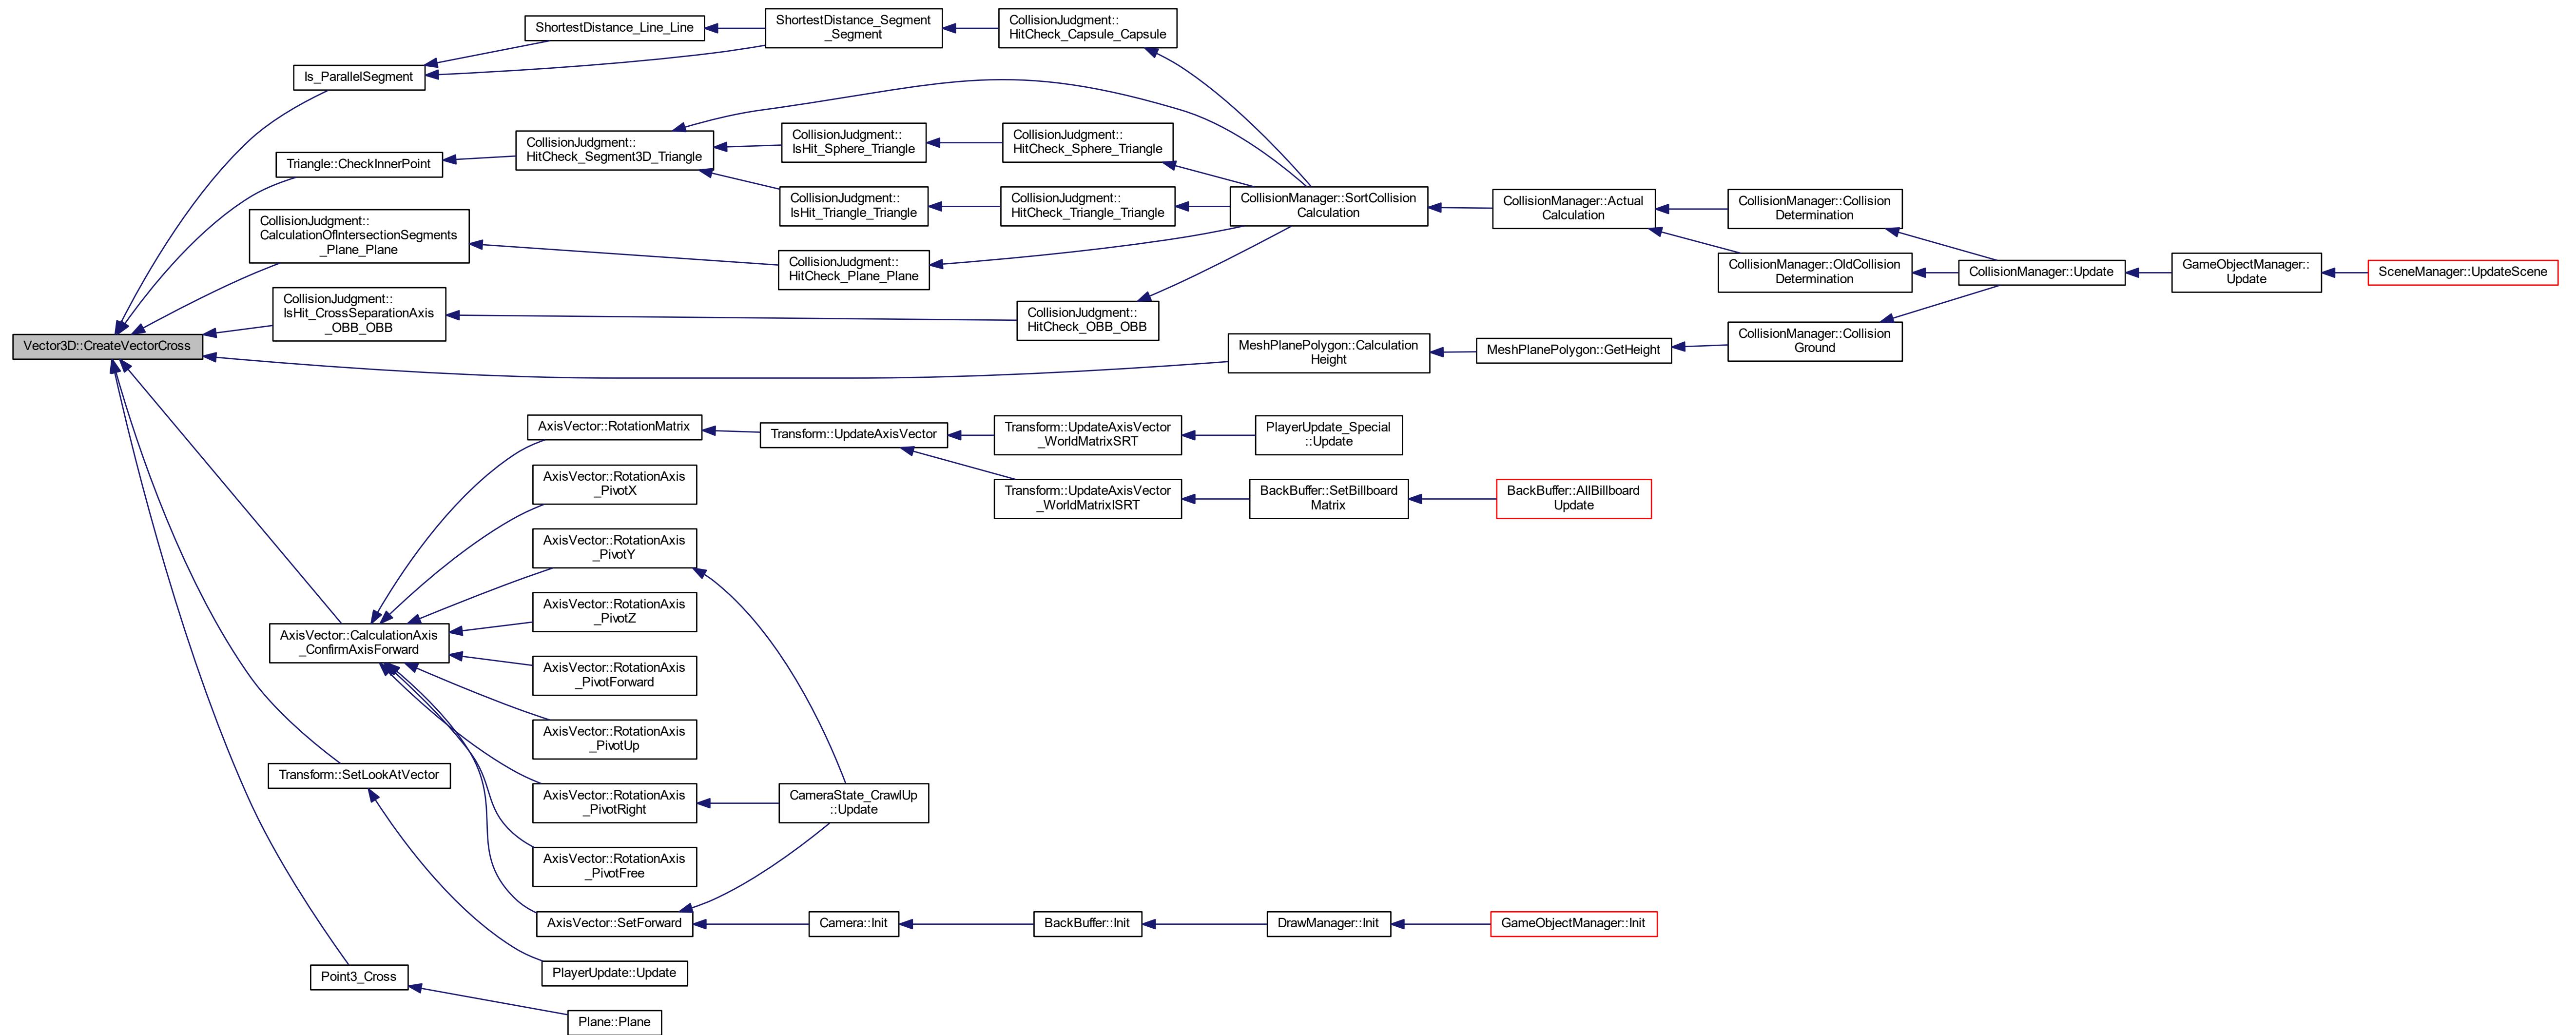 Vector3D::CreateVectorCross
Is_ParallelSegment
ShortestDistance_Line_Line
ShortestDistance_Segment
_Segment
CollisionJudgment::
HitCheck_Capsule_Capsule
Triangle::CheckInnerPoint
CollisionJudgment::
HitCheck_Segment3D_Triangle
CollisionJudgment::
IsHit_Sphere_Triangle
CollisionJudgment::
HitCheck_Sphere_Triangle
CollisionJudgment::
IsHit_Triangle_Triangle
CollisionJudgment::
HitCheck_Triangle_Triangle
CollisionManager::SortCollision
Calculation
CollisionManager::Actual
Calculation
CollisionManager::Collision
Determination
CollisionManager::OldCollision
Determination
CollisionManager::Update
GameObjectManager::
Update
SceneManager::UpdateScene
CollisionJudgment::
CalculationOfIntersectionSegments
_Plane_Plane
CollisionJudgment::
HitCheck_Plane_Plane
CollisionJudgment::
IsHit_CrossSeparationAxis
_OBB_OBB
CollisionJudgment::
HitCheck_OBB_OBB
MeshPlanePolygon::Calculation
Height
MeshPlanePolygon::GetHeight
CollisionManager::Collision
Ground
AxisVector::CalculationAxis
_ConfirmAxisForward
AxisVector::RotationMatrix
Transform::UpdateAxisVector
Transform::UpdateAxisVector
_WorldMatrixSRT
PlayerUpdate_Special
::Update
Transform::UpdateAxisVector
_WorldMatrixISRT
BackBuffer::SetBillboard
Matrix
BackBuffer::AllBillboard
Update
AxisVector::RotationAxis
_PivotX
AxisVector::RotationAxis
_PivotY
AxisVector::RotationAxis
_PivotZ
AxisVector::RotationAxis
_PivotForward
AxisVector::RotationAxis
_PivotUp
AxisVector::RotationAxis
_PivotRight
CameraState_CrawlUp
::Update
AxisVector::RotationAxis
_PivotFree
AxisVector::SetForward
Camera::Init
BackBuffer::Init
DrawManager::Init
GameObjectManager::Init
Transform::SetLookAtVector
PlayerUpdate::Update
Point3_Cross
Plane::Plane